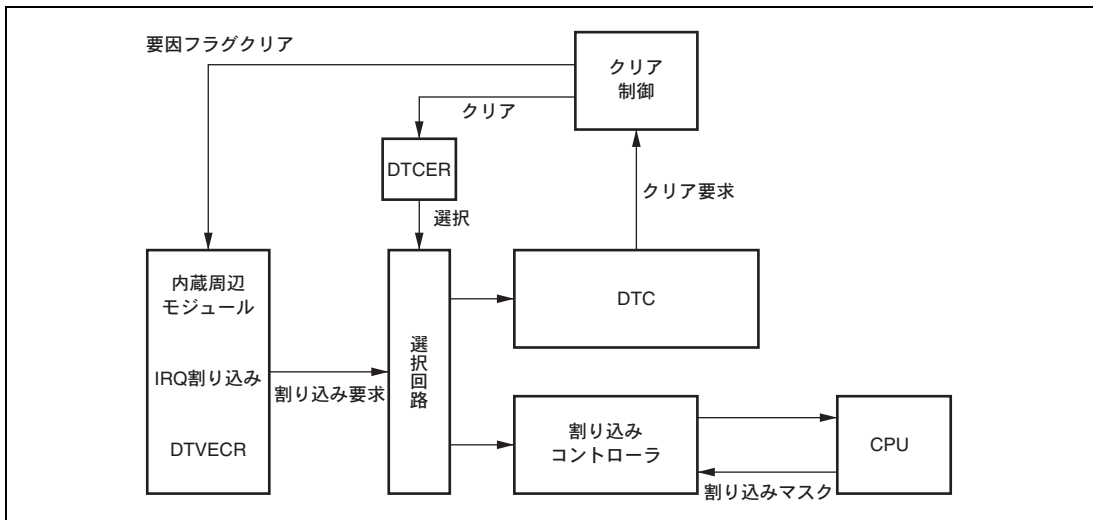 要因フラグクリア
クリア
制御
クリア
DTCER
クリア要求
選択
内蔵周辺
モジュール
IRQ割り込み
DTVECR
割り込み要求
選択回路
DTC
割り込み
コントローラ
CPU
割り込みマスク